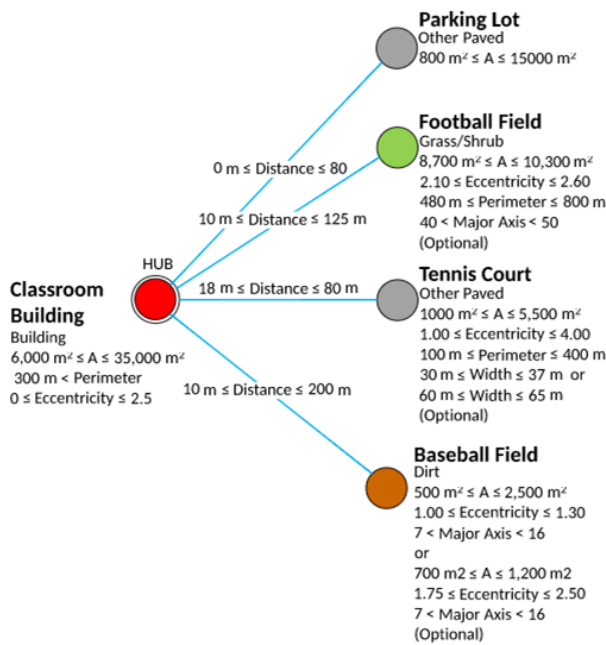 Parking Lot
Other Paved
800 m² ≤ A ≤ 15000 m²
Football Field
Grass/Shrub
8,700 m² ≤ A ≤ 10,300 m²
2.10 ≤ Eccentricity ≤ 2.60
480 m ≤ Perimeter ≤ 800 m
40 < Major Axis < 50
(Optional)
0 m ≤ Distance ≤ 80
10 m ≤ Distance ≤ 125 m
HUB
18 m ≤ Distance ≤ 80 m
10 m ≤ Distance ≤ 200 m
Classroom
Building
Building
6,000 m² ≤ A ≤ 35,000 m²
300 m < Perimeter
0 ≤ Eccentricity ≤ 2.5
Tennis Court
Other Paved
1000 m² ≤ A ≤ 5,500 m²
1.00 ≤ Eccentricity ≤ 4.00
100 m ≤ Perimeter ≤ 400 m
30 m ≤ Width ≤ 37 m or
60 m ≤ Width ≤ 65 m
(Optional)
Baseball Field
Dirt
500 m² ≤ A ≤ 2,500 m²
1.00 ≤ Eccentricity ≤ 1.30
7 < Major Axis < 16
or
700 m2 ≤ A ≤ 1,200 m2
1.75 ≤ Eccentricity ≤ 2.50
7 < Major Axis < 16
(Optional)